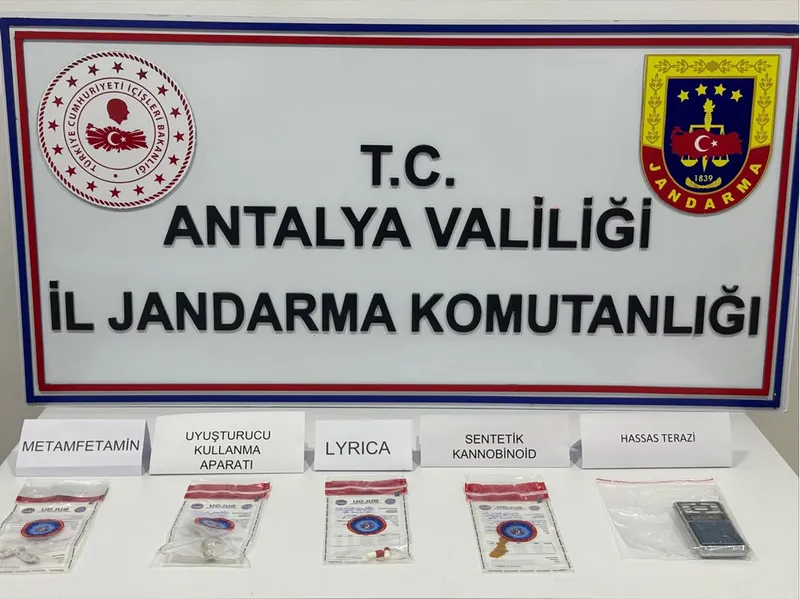 TÜRKİYE CUMHURİYETİ İÇİŞLERİ BAKANLIĞI
1839
JANDARMA
T.C.
ANTALYA VALİLİĞİ
İL JANDARMA KOMUTANLIĞI
METAMFETAMİN
UYUŞTURUCU
KULLANMA
APARATI
LYRICA
SENTETİK
KANNOBİNOİD
HASSAS TERAZİ